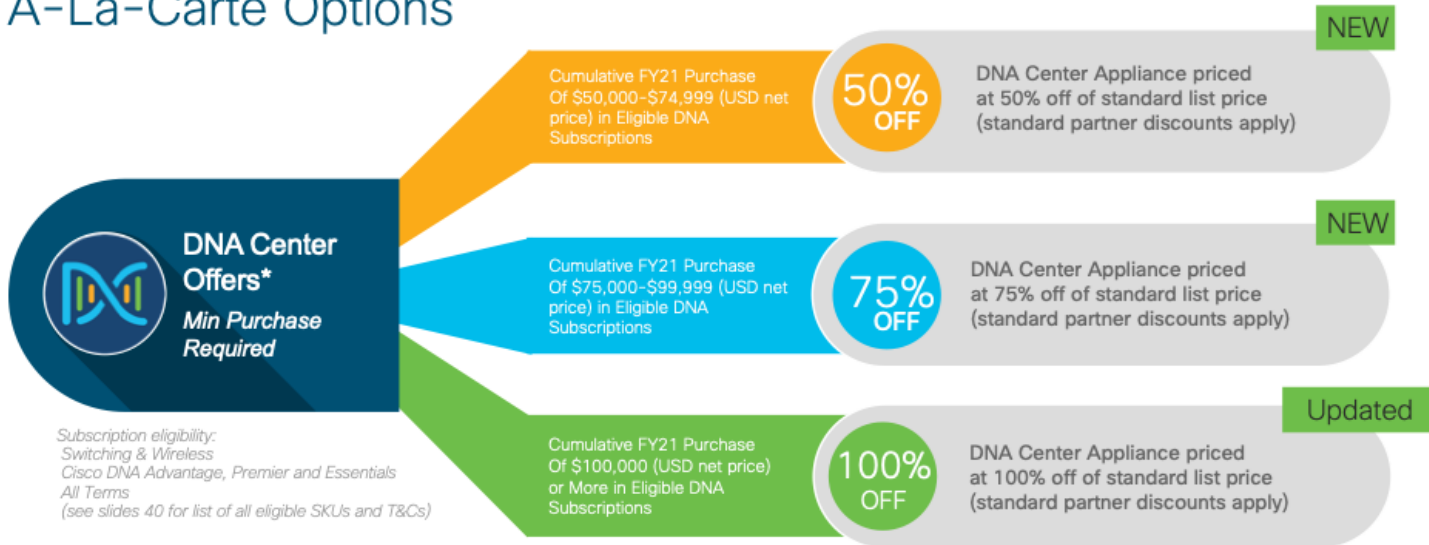 A-La-Carte Options
NEW
Cumulative FY21 Purchase
Of $50,000-$74,999 (USD net
price) in Eligible DNA
Subscriptions
50%
OFF
DNA Center Appliance priced
at 50% off of standard list price
(standard partner discounts apply)
DNA Center
Offers*
Min Purchase
Required
NEW
Cumulative FY21 Purchase
Of $75,000-$99,999 (USD net
price) in Eligible DNA
Subscriptions
75%
OFF
DNA Center Appliance priced
at 75% off of standard list price
(standard partner discounts apply)
Updated
Cumulative FY21 Purchase
Of $100,000 (USD net price)
or More in Eligible DNA
Subscriptions
100%
OFF
DNA Center Appliance priced
at 100% off of standard list price
(standard partner discounts apply)
Subscription eligibility:
Switching & Wireless
Cisco DNA Advantage, Premier and Essentials
All Terms
(see slides 40 for list of all eligible SKUs and T&Cs)